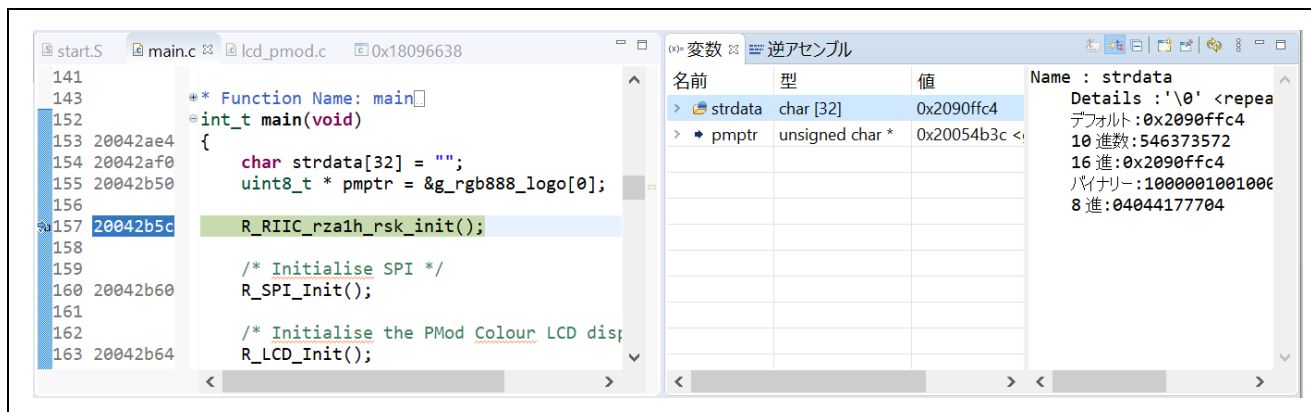 start.S main.c lcd_pmod.c 0x18096638
141
143 * Function Name: main
152 int_t main(void)
153 20042ae4 {
154 20042af0 char strdata[32] = "";
155 20042b50 uint8_t * pmptr = &g_rgb888_logo[0];
156
157 20042b5c R_RIIC_rza1h_rsk_init();
158
159 /* Initialise SPI */
160 20042b60 R_SPI_Init();
161
162 /* Initialise the PMod Colour LCD disp
163 20042b64 R_LCD_Init();
(x)= 変数 逆アセンブル
名前 型 値
strdata char [32] 0x2090ffc4
pmptr unsigned char * 0x20054b3c <g
Name : strdata
Details :'\0' <repea
デフォルト:0x2090ffc4
10 進数:546373572
16 進:0x2090ffc4
バイナリー:1000001001000
8 進:04044177704